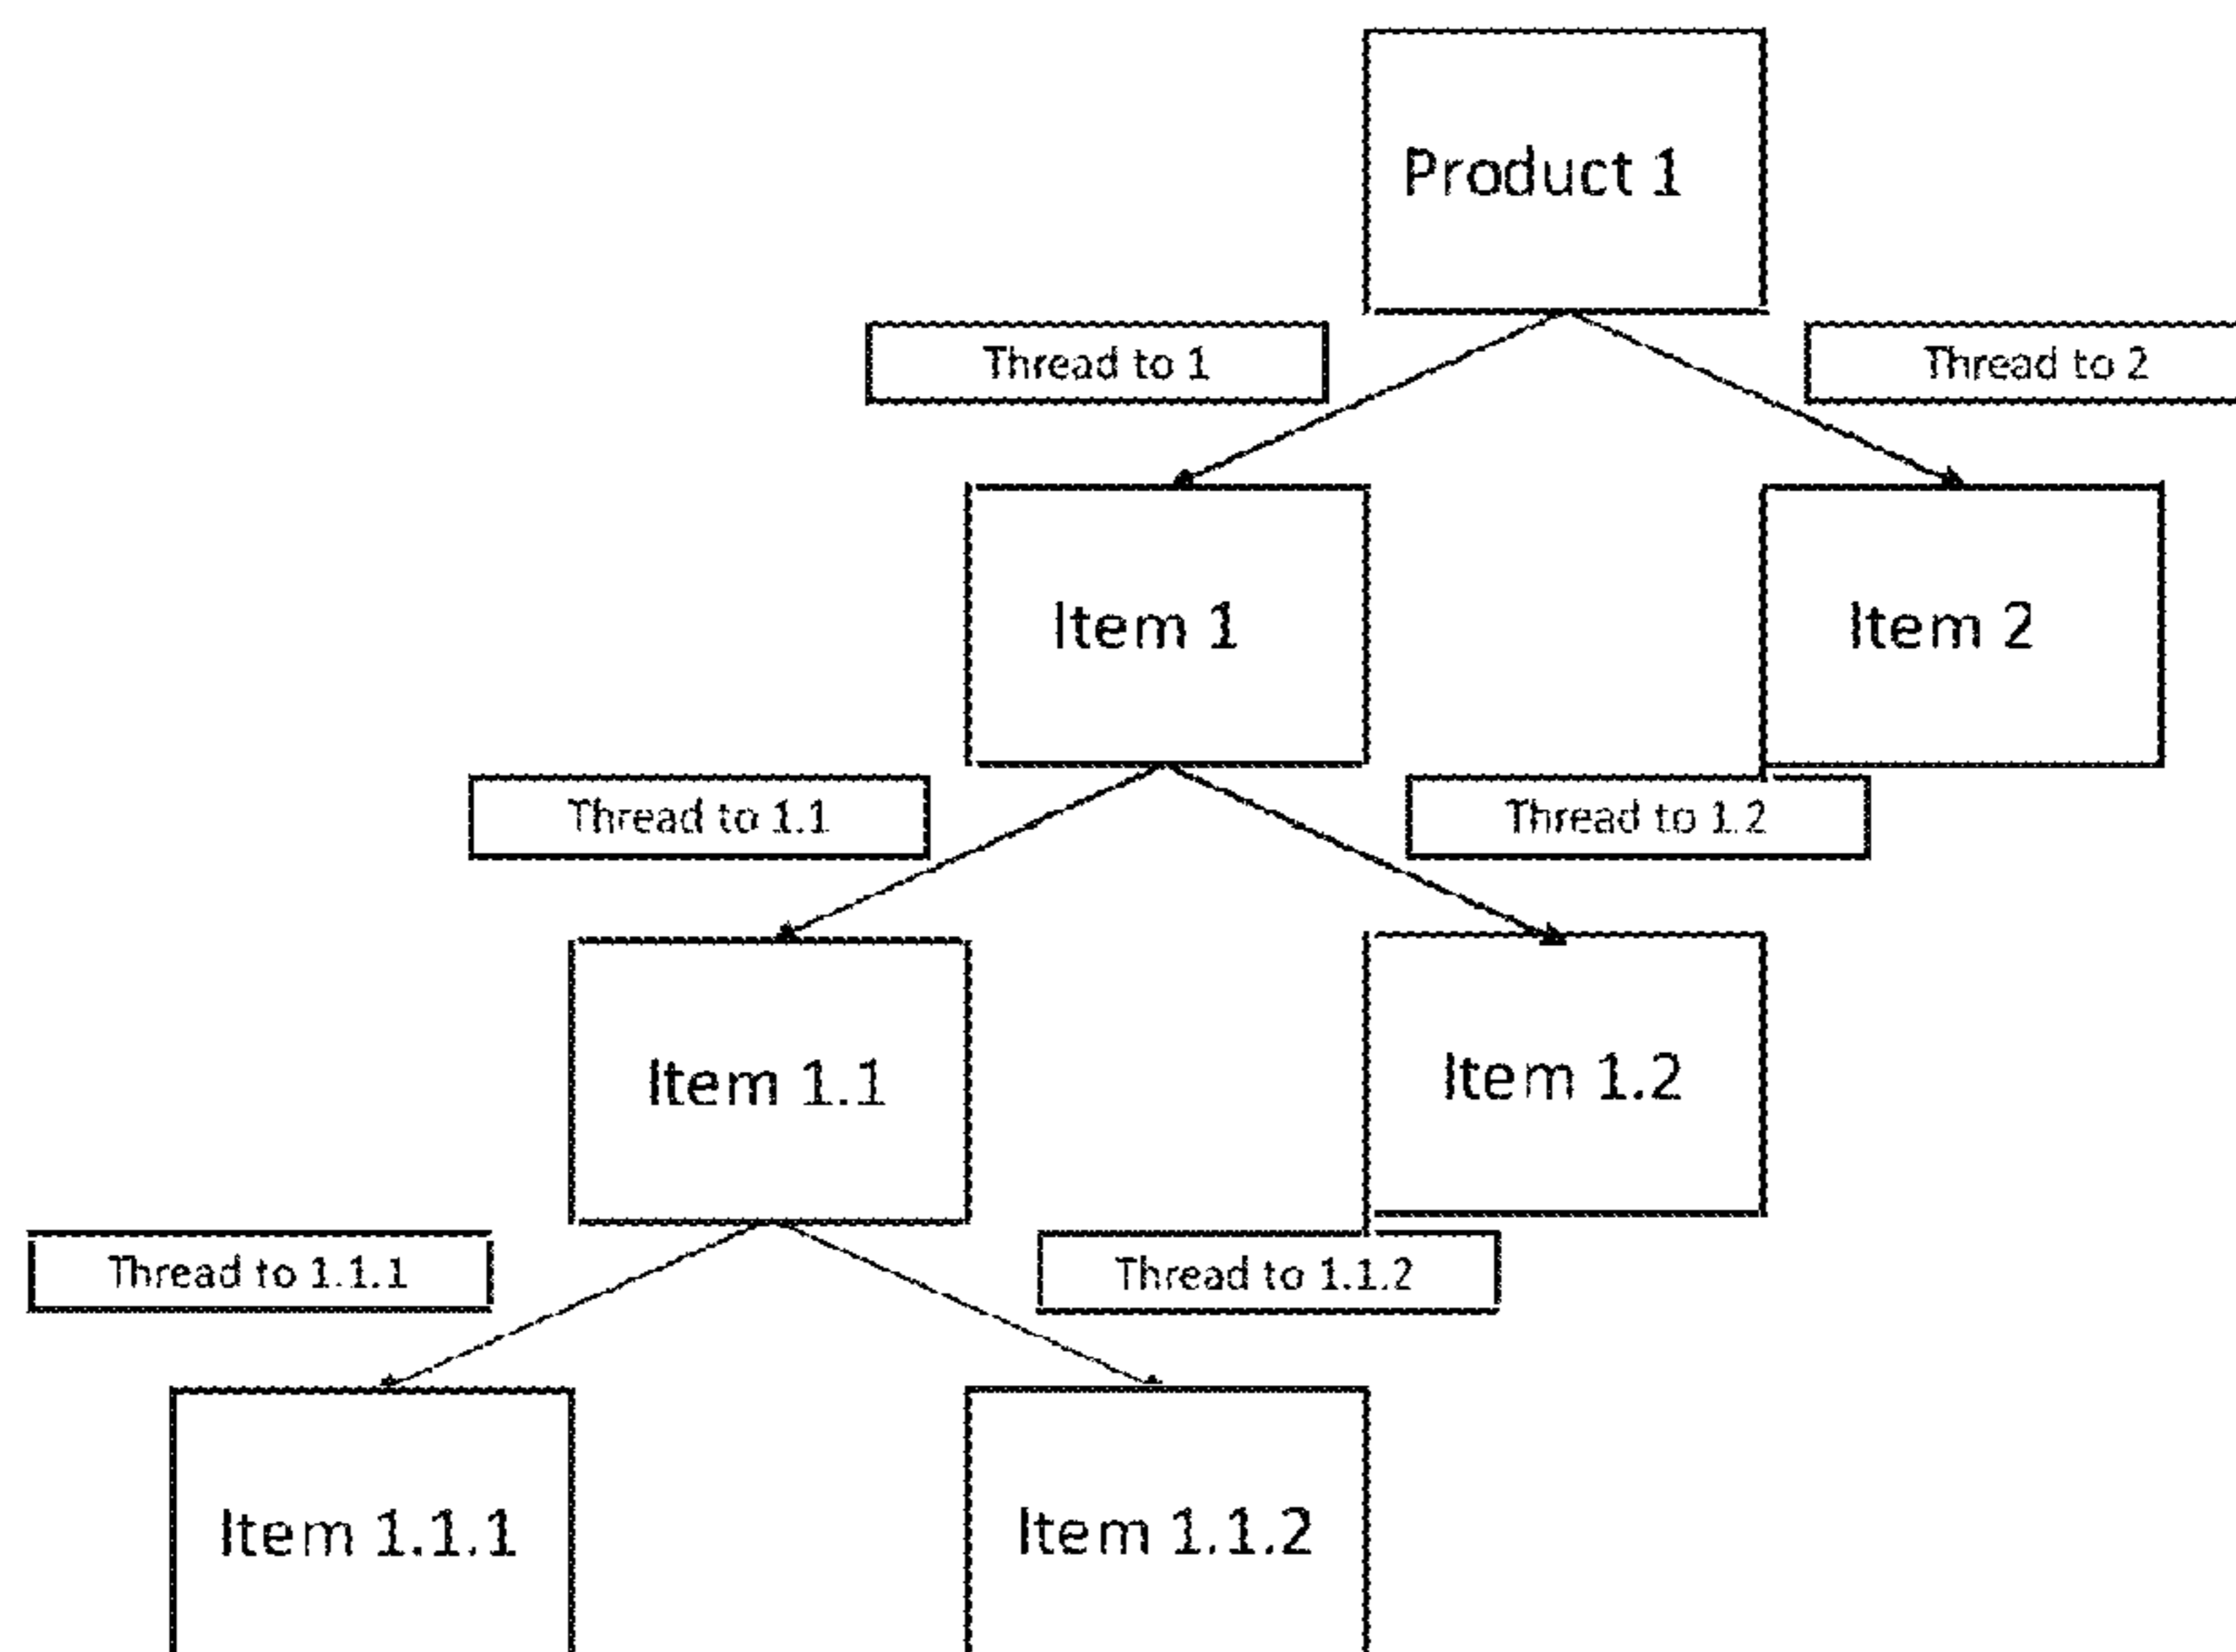 Product 1
Thread to 1
Thread to 2
Item 1
Item 2
Thread to 1.1
Thread to 1.2
Item 1.1
Item 1.2
Thread to 1.1.1
Thread to 1.1.2
Item 1.1.1
Item 1.1.2